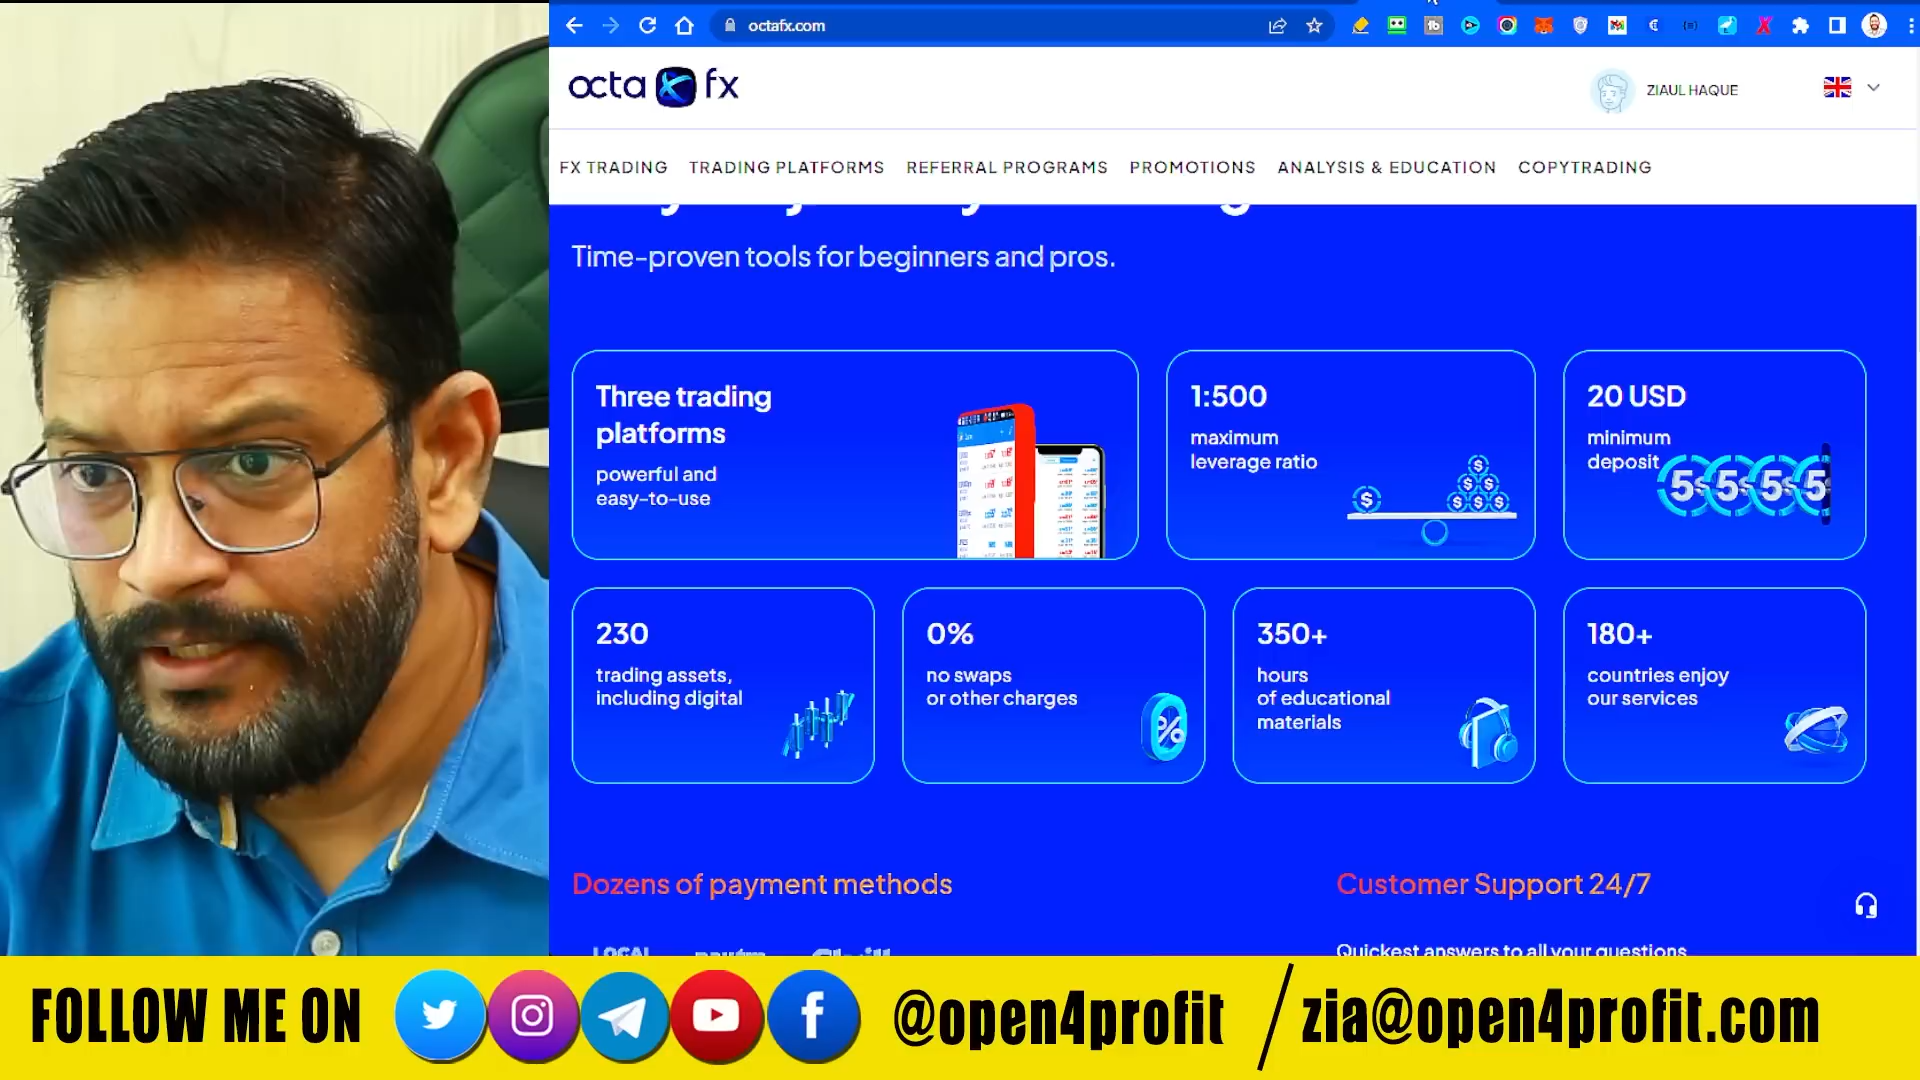 octafx.com
octa fx
ZIAUL HAQUE
FX TRADING TRADING PLATFORMS REFERRAL PROGRAMS PROMOTIONS ANALYSIS & EDUCATION COPYTRADING
Time-proven tools for beginners and pros.
Three trading
platforms
powerful and
easy-to-use
1:500
maximum
leverage ratio
20 USD
minimum
deposit
230
trading assets,
including digital
0%
no swaps
or other charges
350+
hours
of educational
materials
180+
countries enjoy
our services
Dozens of payment methods
Customer Support 24/7
Quickest answers to all your questions
FOLLOW ME ON @open4profit / zia@open4profit.com